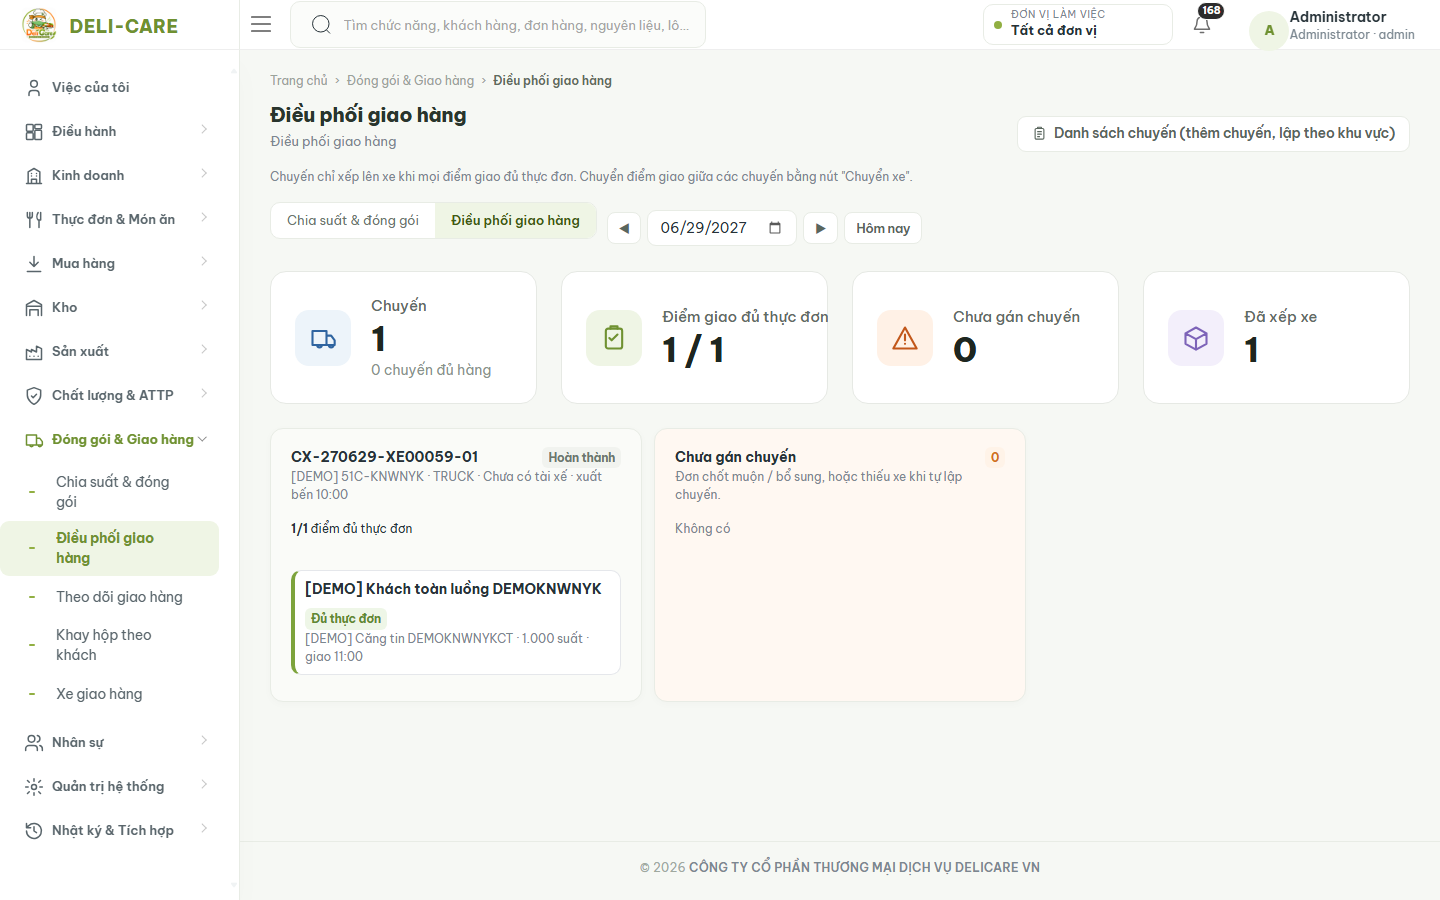 DELI-CARE
Tìm chức năng, khách hàng, đơn hàng, nguyên liệu, lô...
ĐƠN VỊ LÀM VIỆC
Tất cả đơn vị
168
A
Administrator
Administrator · admin
Việc của tôi
Điều hành
Kinh doanh
Thực đơn & Món ăn
Mua hàng
Kho
Sản xuất
Chất lượng & ATTP
Đóng gói & Giao hàng
Chia suất & đóng
gói
Điều phối giao
hàng
Theo dõi giao hàng
Khay hộp theo
khách
Xe giao hàng
Nhân sự
Quản trị hệ thống
Nhật ký & Tích hợp
Trang chủ › Đóng gói & Giao hàng › Điều phối giao hàng
Điều phối giao hàng
Điều phối giao hàng
Danh sách chuyến (thêm chuyến, lập theo khu vực)
Chuyến chỉ xếp lên xe khi mọi điểm giao đủ thực đơn. Chuyển điểm giao giữa các chuyến bằng nút "Chuyển xe".
Chia suất & đóng gói
Điều phối giao hàng
◀
06/29/2027
▶
Hôm nay
Chuyến
1
0 chuyến đủ hàng
Điểm giao đủ thực đơn
1 / 1
Chưa gán chuyến
0
Đã xếp xe
1
CX-270629-XE00059-01
Hoàn thành
[DEMO] 51C-KNWNYK · TRUCK · Chưa có tài xế · xuất
bến 10:00
1/1 điểm đủ thực đơn
[DEMO] Khách toàn luồng DEMOKNWNYK
Đủ thực đơn
[DEMO] Căng tin DEMOKNWNYKCT · 1.000 suất ·
giao 11:00
Chưa gán chuyến
0
Đơn chốt muộn / bổ sung, hoặc thiếu xe khi tự lập
chuyến.
Không có
© 2026 CÔNG TY CỔ PHẦN THƯƠNG MẠI DỊCH VỤ DELICARE VN